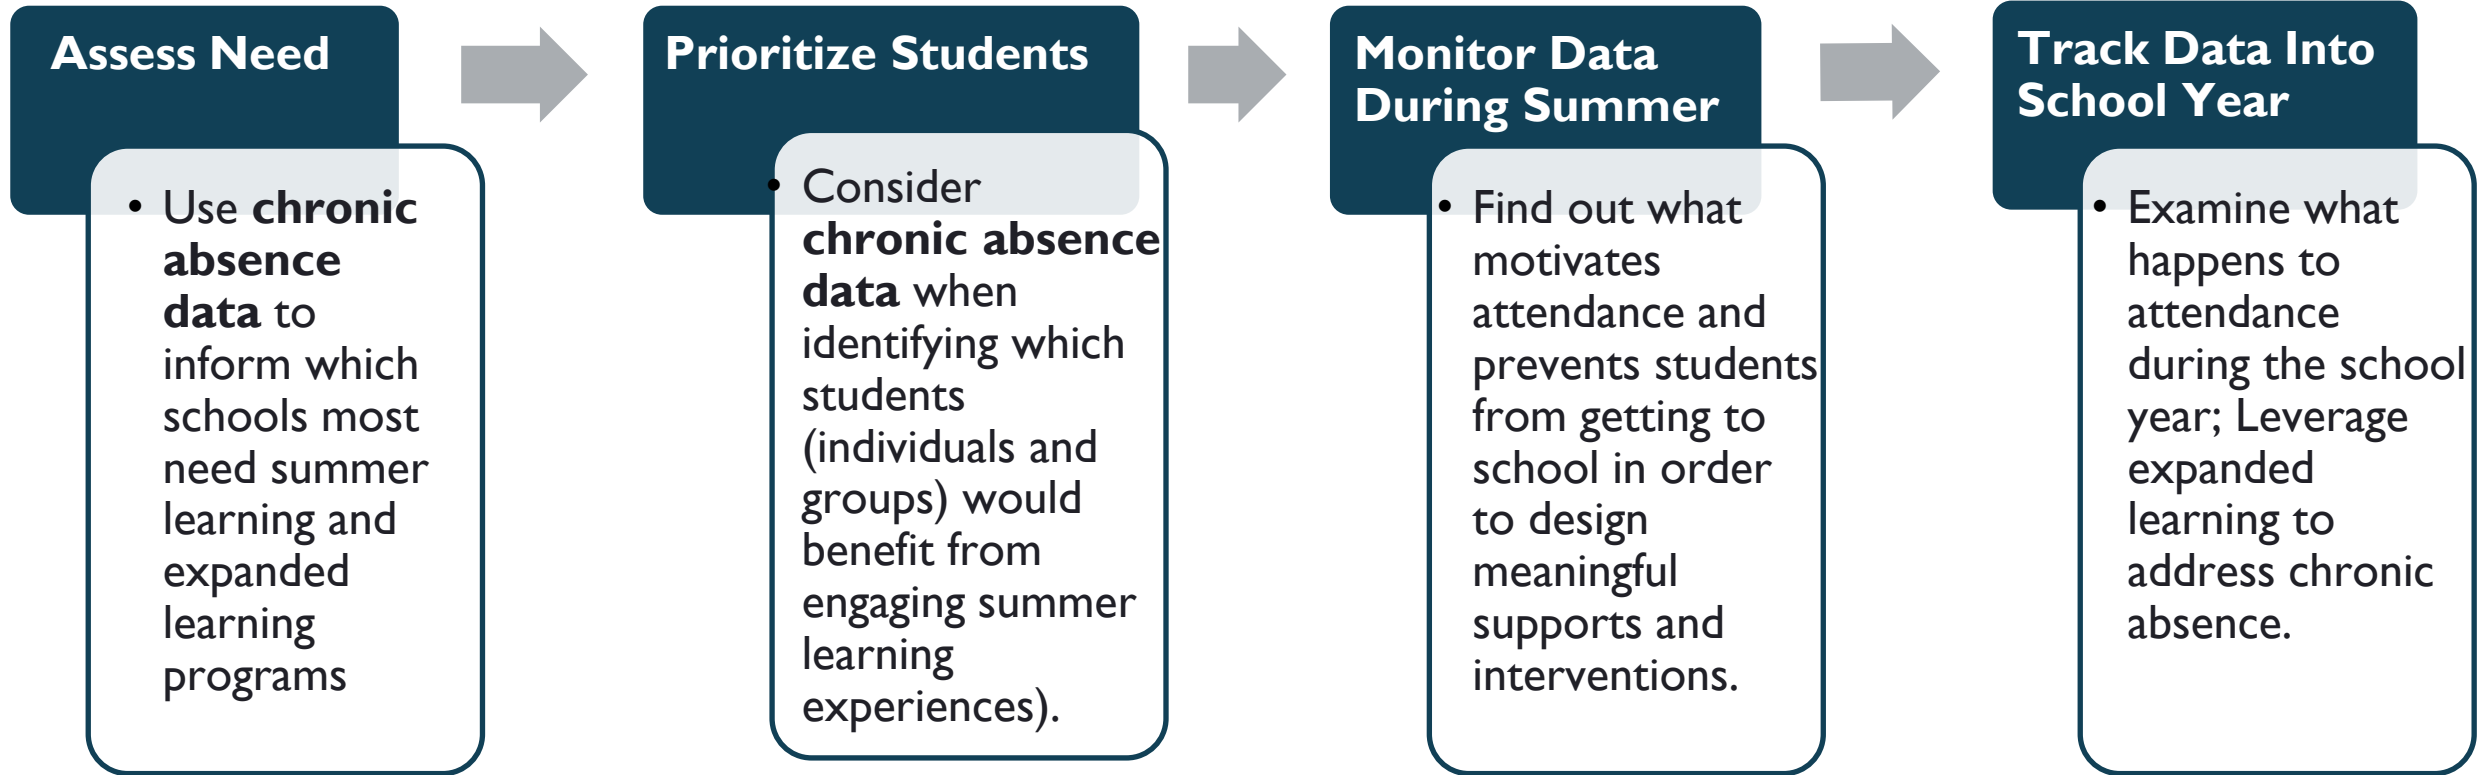 Assess Need
• Use chronic
absence
data to
inform which
schools most
need summer
learning and
expanded
learning
programs
Prioritize Students
• Consider
chronic absence
data when
identifying which
students
(individuals and
groups) would
benefit from
engaging summer
learning
experiences).
Monitor Data
During Summer
• Find out what
motivates
attendance and
prevents students
from getting to
school in order
to design
meaningful
supports and
interventions.
Track Data Into
School Year
• Examine what
happens to
attendance
during the school
year; Leverage
expanded
learning to
address chronic
absence.